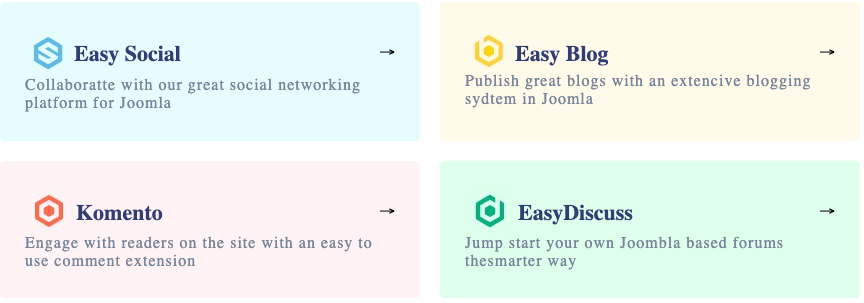 Easy Social →
Collaboratte with our great social networking
platform for Joomla
Easy Blog →
Publish great blogs with an extencive blogging
sydtem in Joomla
Komento →
Engage with readers on the site with an easy to
use comment extension
EasyDiscuss →
Jump start your own Joombla based forums
thesmarter way